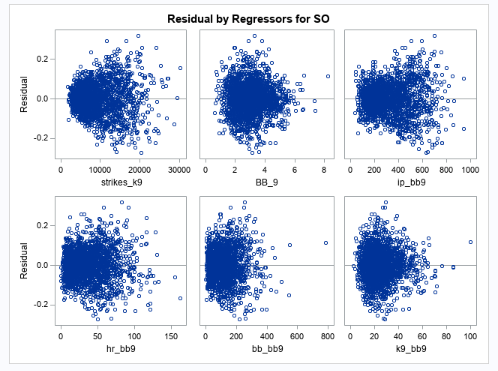 Residual by Regressors for SO
Residual
0.2
0.0
-0.2
0 10000 20000 30000
strikes_k9
0 2 4 6 8
BB_9
0 200 400 600 800 1000
ip_bb9
Residual
0.2
0.0
-0.2
0 50 100 150
hr_bb9
0 200 400 600 800
bb_bb9
0 20 40 60 80 100
k9_bb9